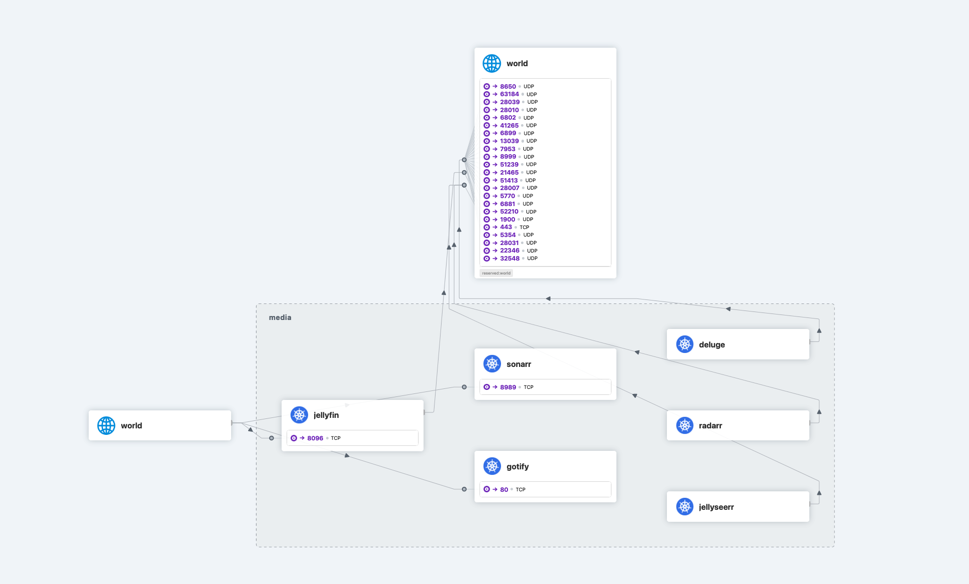 world
→ 8650 • UDP
→ 63184 • UDP
→ 28039 • UDP
→ 28010 • UDP
→ 6802 • UDP
→ 41265 • UDP
→ 6899 • UDP
→ 13039 • UDP
→ 7953 • UDP
→ 8999 • UDP
→ 51239 • UDP
→ 21465 • UDP
→ 51413 • UDP
→ 28007 • UDP
→ 5770 • UDP
→ 6881 • UDP
→ 52210 • UDP
→ 1900 • UDP
→ 443 • TCP
→ 5354 • UDP
→ 28031 • UDP
→ 22346 • UDP
→ 32548 • UDP
reserved:world
media
deluge
sonarr
→ 8989 • TCP
jellyfin
→ 8096 • TCP
world
radarr
gotify
→ 80 • TCP
jellyseerr